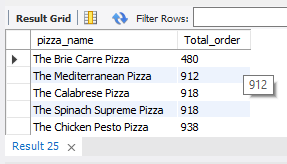 Result Grid Filter Rows:
pizza_name Total_order
The Brie Carre Pizza 480
The Mediterranean Pizza 912
The Calabrese Pizza 918
912
The Spinach Supreme Pizza 918
The Chicken Pesto Pizza 938
Result 25 ×